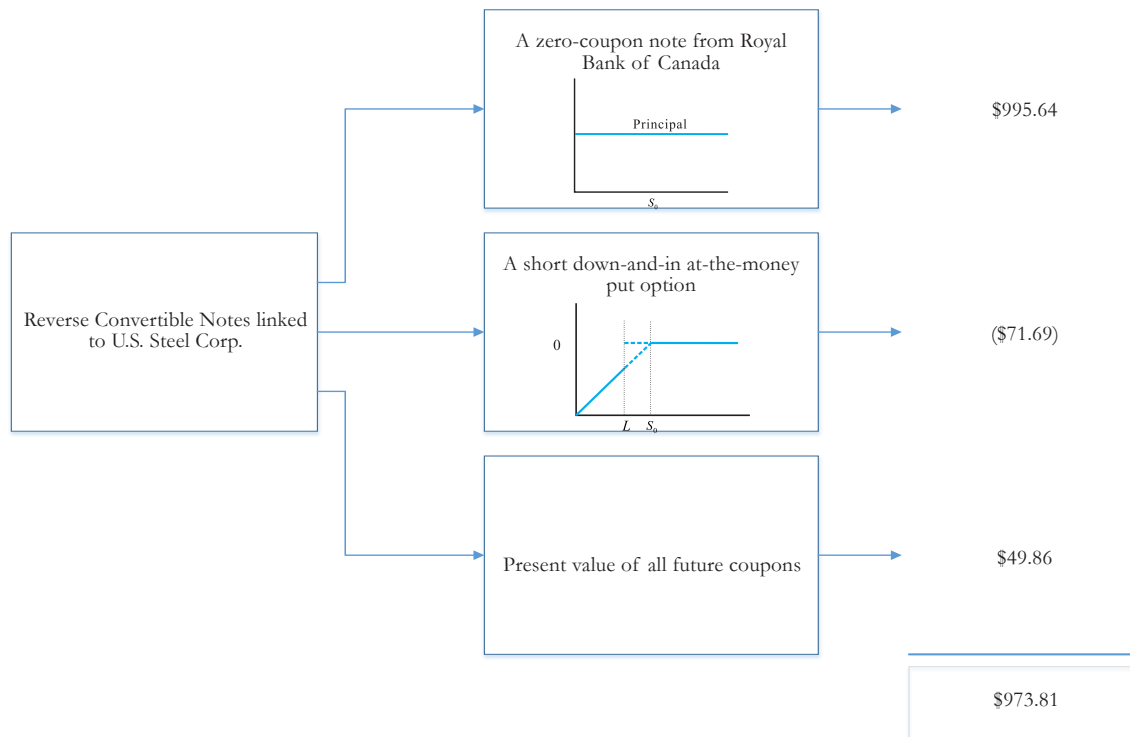 A zero-coupon note from Royal
Bank of Canada
Principal
S₀
$995.64
Reverse Convertible Notes linked
to U.S. Steel Corp.
A short down-and-in at-the-money
put option
0
L S₀
($71.69)
Present value of all future coupons
$49.86
$973.81